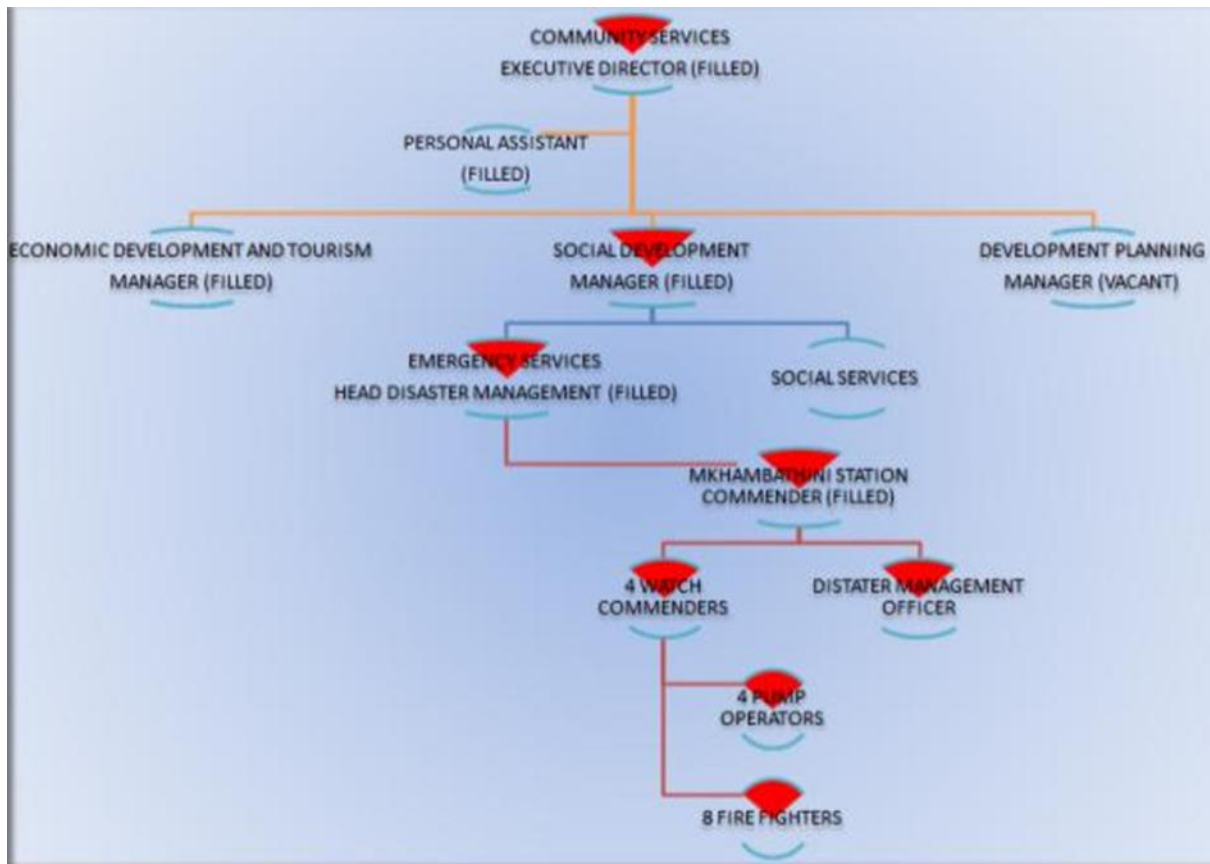 COMMUNITY SERVICES
EXECUTIVE DIRECTOR (FILLED)
PERSONAL ASSISTANT
(FILLED)
ECONOMIC DEVELOPMENT AND TOURISM
MANAGER (FILLED)
SOCIAL DEVELOPMENT
MANAGER (FILLED)
DEVELOPMENT PLANNING
MANAGER (VACANT)
EMERGENCY SERVICES
HEAD DISASTER MANAGEMENT (FILLED)
SOCIAL SERVICES
MKHAMBATHINI STATION
COMMENDER (FILLED)
4 WATCH
COMMENDERS
DISTATER MANAGEMENT
OFFICER
4 PUMP
OPERATORS
8 FIRE FIGHTERS